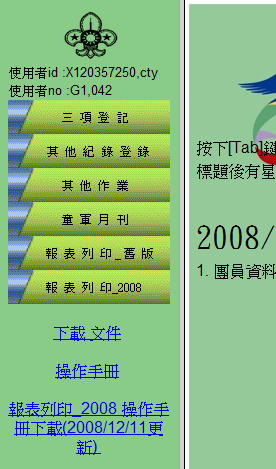 使用者id :X120357250,cty
使用者no :G1,042
三項登記
其他紀錄登錄
其他作業
童軍月刊
報表列印_舊版
報表列印_2008
下載 文件
操作手冊
報表列印_2008 操作手
冊下載(2008/12/11更
新)
按下[Tab]鍵
標題後有星
2008/
1. 團員資料